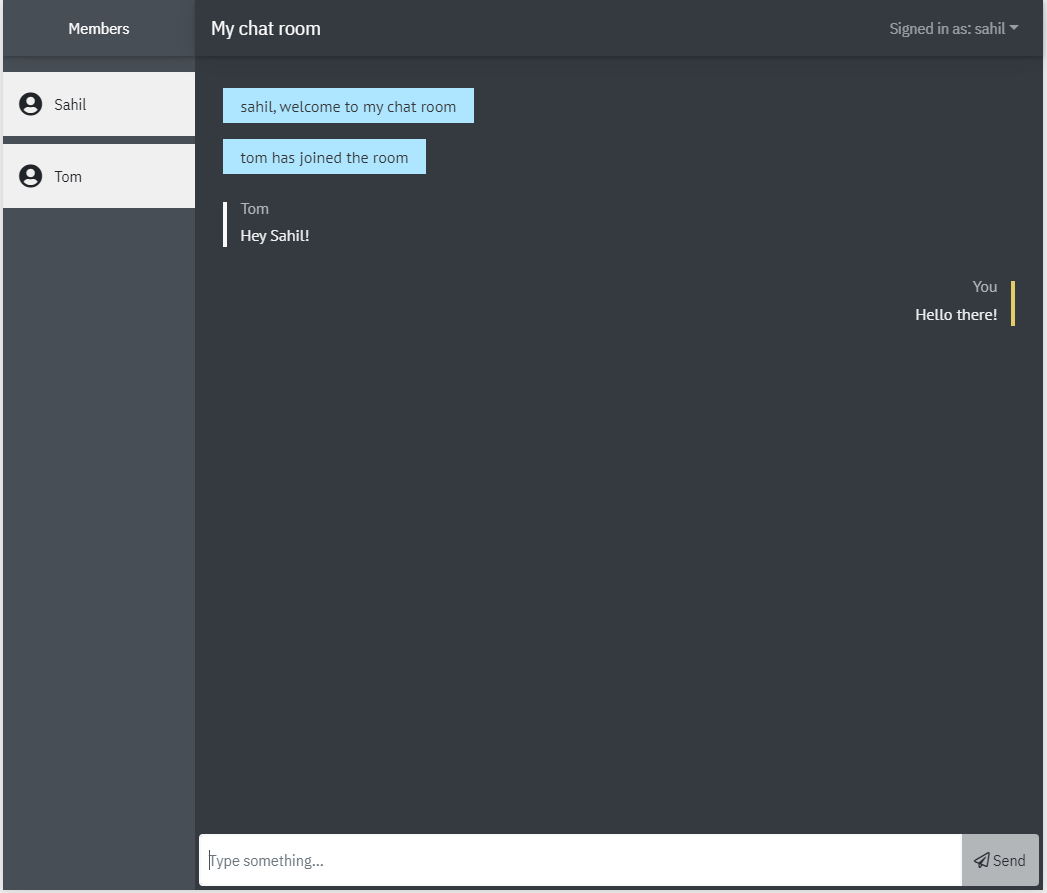 Members
My chat room
Signed in as: sahil
Sahil
Tom
sahil, welcome to my chat room
tom has joined the room
Tom
Hey Sahil!
You
Hello there!
Type something...
Send